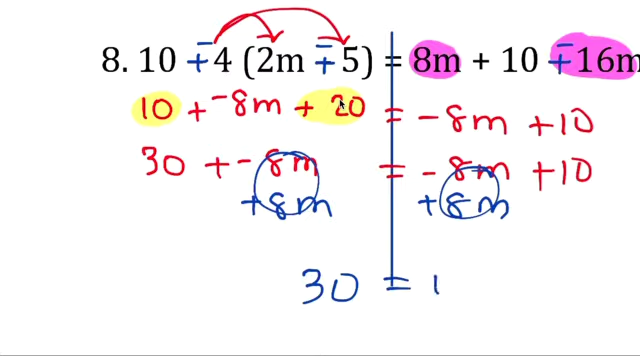 8. 10 +- 4 (2m +- 5) = 8m + 10 +- 16m
10 + -8m + 20 = -8m + 10
30 + -8m = -8m + 10
+8m +8m
30 = 1